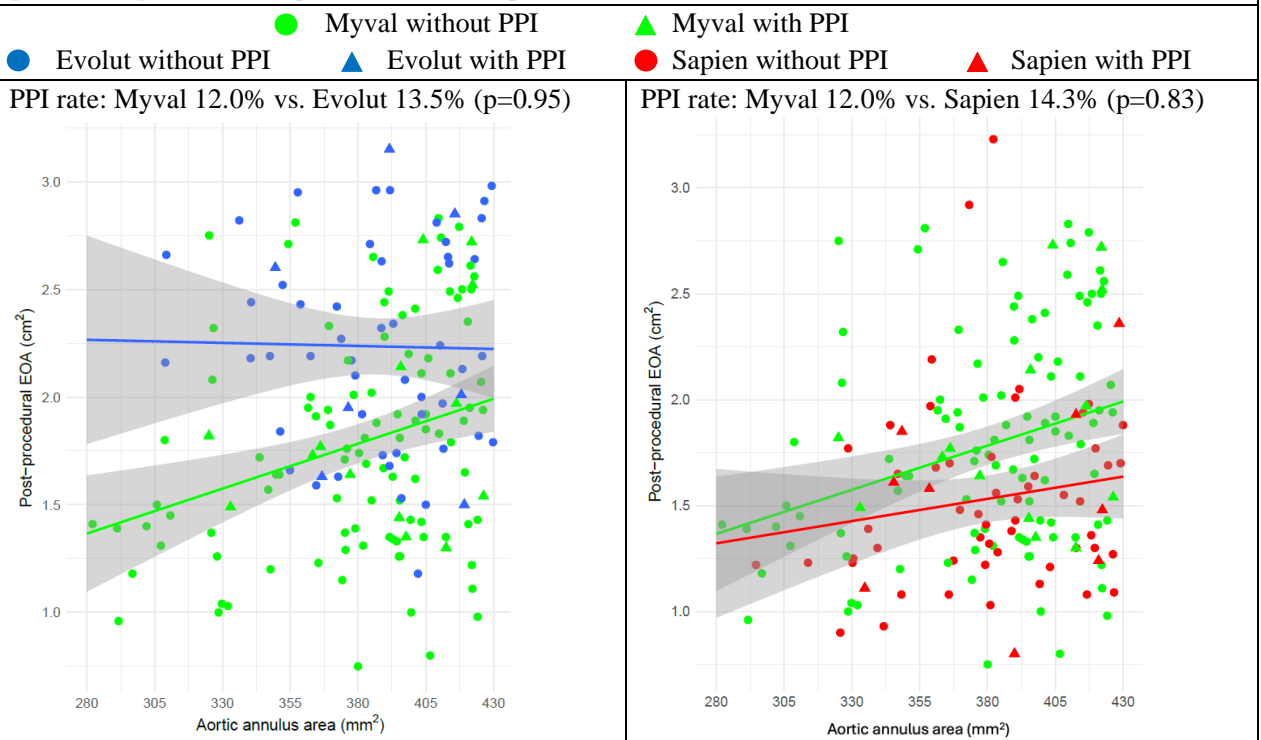 Myval without PPI Myval with PPI
Evolut without PPI Evolut with PPI Sapien without PPI Sapien with PPI
PPI rate: Myval 12.0% vs. Evolut 13.5% (p=0.95)
3.0
2.5
2.0
1.5
1.0
Post−procedural EOA (cm²)
280 305 330 355 380 405 430
Aortic annulus area (mm²)
PPI rate: Myval 12.0% vs. Sapien 14.3% (p=0.83)
3.0
2.5
2.0
1.5
1.0
Post−procedural EOA (cm²)
280 305 330 355 380 405 430
Aortic annulus area (mm²)